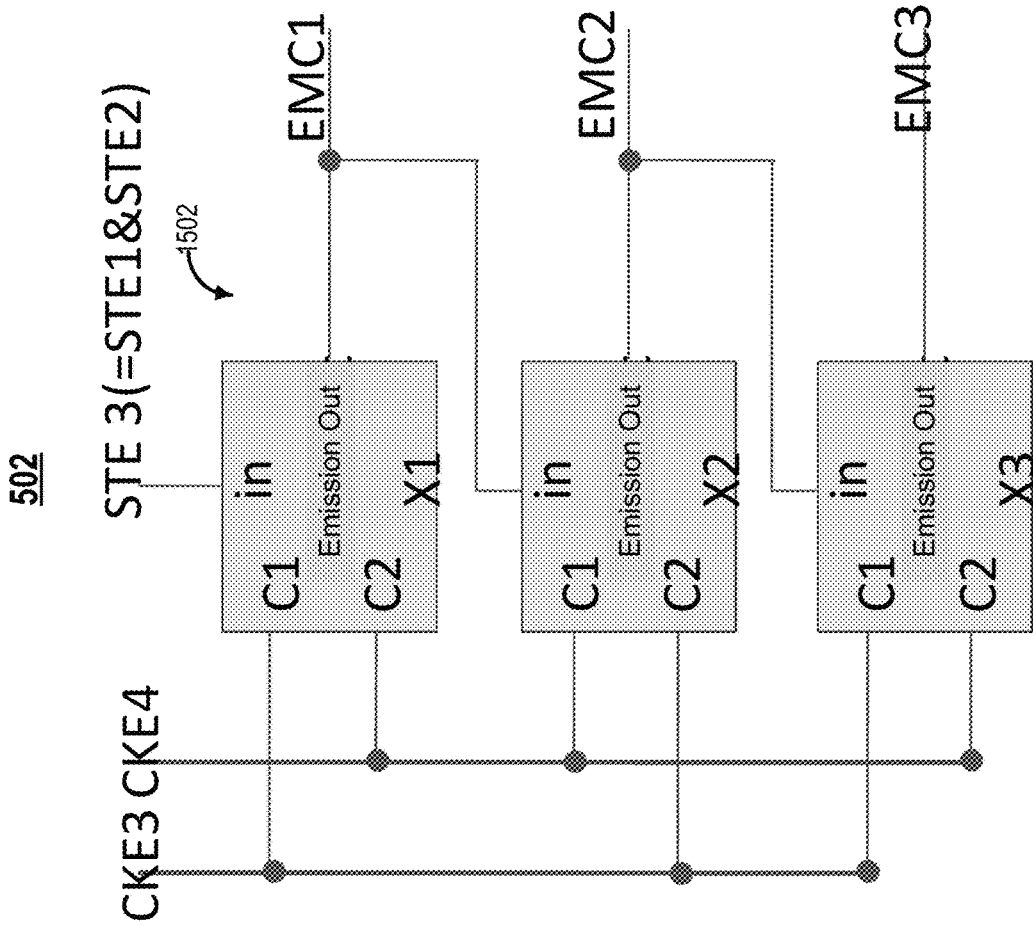 502
CKE3 CKE4
STE 3(=STE1&STE2)
1502
EMC1
in
C1
Emission Out
C2
X1
EMC2
in
C1
Emission Out
C2
X2
EMC3
in
C1
Emission Out
C2
X3